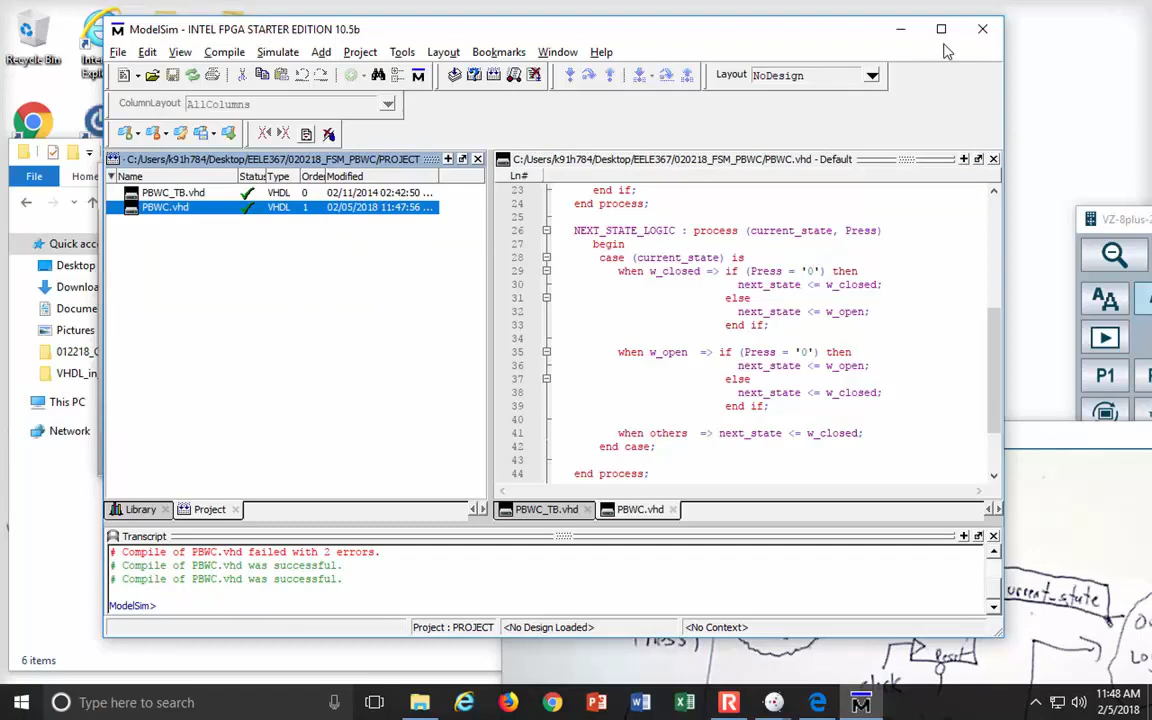 Recycle Bin
ModelSim - INTEL FPGA STARTER EDITION 10.5b
File Edit View Compile Simulate Add Project Tools Layout Bookmarks Window Help
Layout NoDesign
ColumnLayout AllColumns
C:/Users/k91h784/Desktop/EELE367/020218_FSM_PBWC/PROJECT
Name Status Type Order Modified
PBWC_TB.vhd VHDL 0 02/11/2014 02:42:50 ...
PBWC.vhd VHDL 1 02/05/2018 11:47:56 ...
C:/Users/k91h784/Desktop/EELE367/020218_FSM_PBWC/PBWC.vhd - Default
Ln#
23 end if;
24 end process;
25
26 NEXT_STATE_LOGIC : process (current_state, Press)
27 begin
28 case (current_state) is
29 when w_closed => if (Press = '0') then
30 next_state <= w_closed;
31 else
32 next_state <= w_open;
33 end if;
34
35 when w_open => if (Press = '0') then
36 next_state <= w_open;
37 else
38 next_state <= w_closed;
39 end if;
40
41 when others => next_state <= w_closed;
42 end case;
43
44 end process;
Library Project
PBWC_TB.vhd PBWC.vhd
Transcript
# Compile of PBWC.vhd failed with 2 errors.
# Compile of PBWC.vhd was successful.
# Compile of PBWC.vhd was successful.
ModelSim>
Project : PROJECT <No Design Loaded> <No Context>
File Home
Quick acc
Desktop
Downloa
Docume
Pictures
012218_C
VHDL_in
This PC
Network
6 items
VZ-8plus-2
P1
current_state
Reset
clock
Type here to search
11:48 AM
2/5/2018